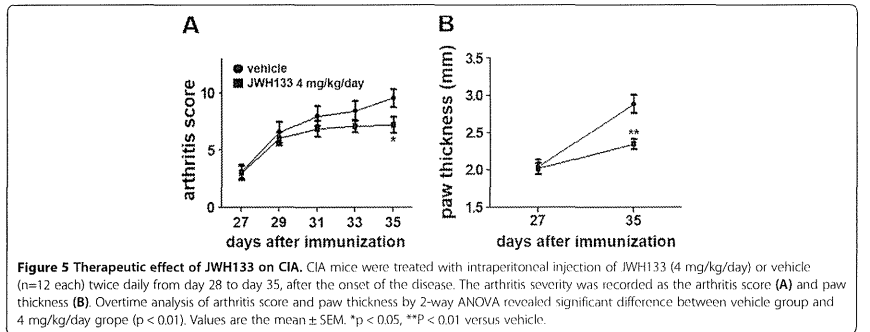 A
B
vehicle
JWH133 4 mg/kg/day
arthritis score
10
5
0
27 29 31 33 35
*
days after immunization
paw thickness (mm)
3.5
3.0
2.5
2.0
1.5
**
27 35
days after immunization
Figure 5 Therapeutic effect of JWH133 on CIA. CIA mice were treated with intraperitoneal injection of JWH133 (4 mg/kg/day) or vehicle
(n=12 each) twice daily from day 28 to day 35, after the onset of the disease. The arthritis severity was recorded as the arthritis score (A) and paw
thickness (B). Overtime analysis of arthritis score and paw thickness by 2-way ANOVA revealed significant difference between vehicle group and
4 mg/kg/day grope (p < 0.01). Values are the mean ± SEM. *p < 0.05, **P < 0.01 versus vehicle.